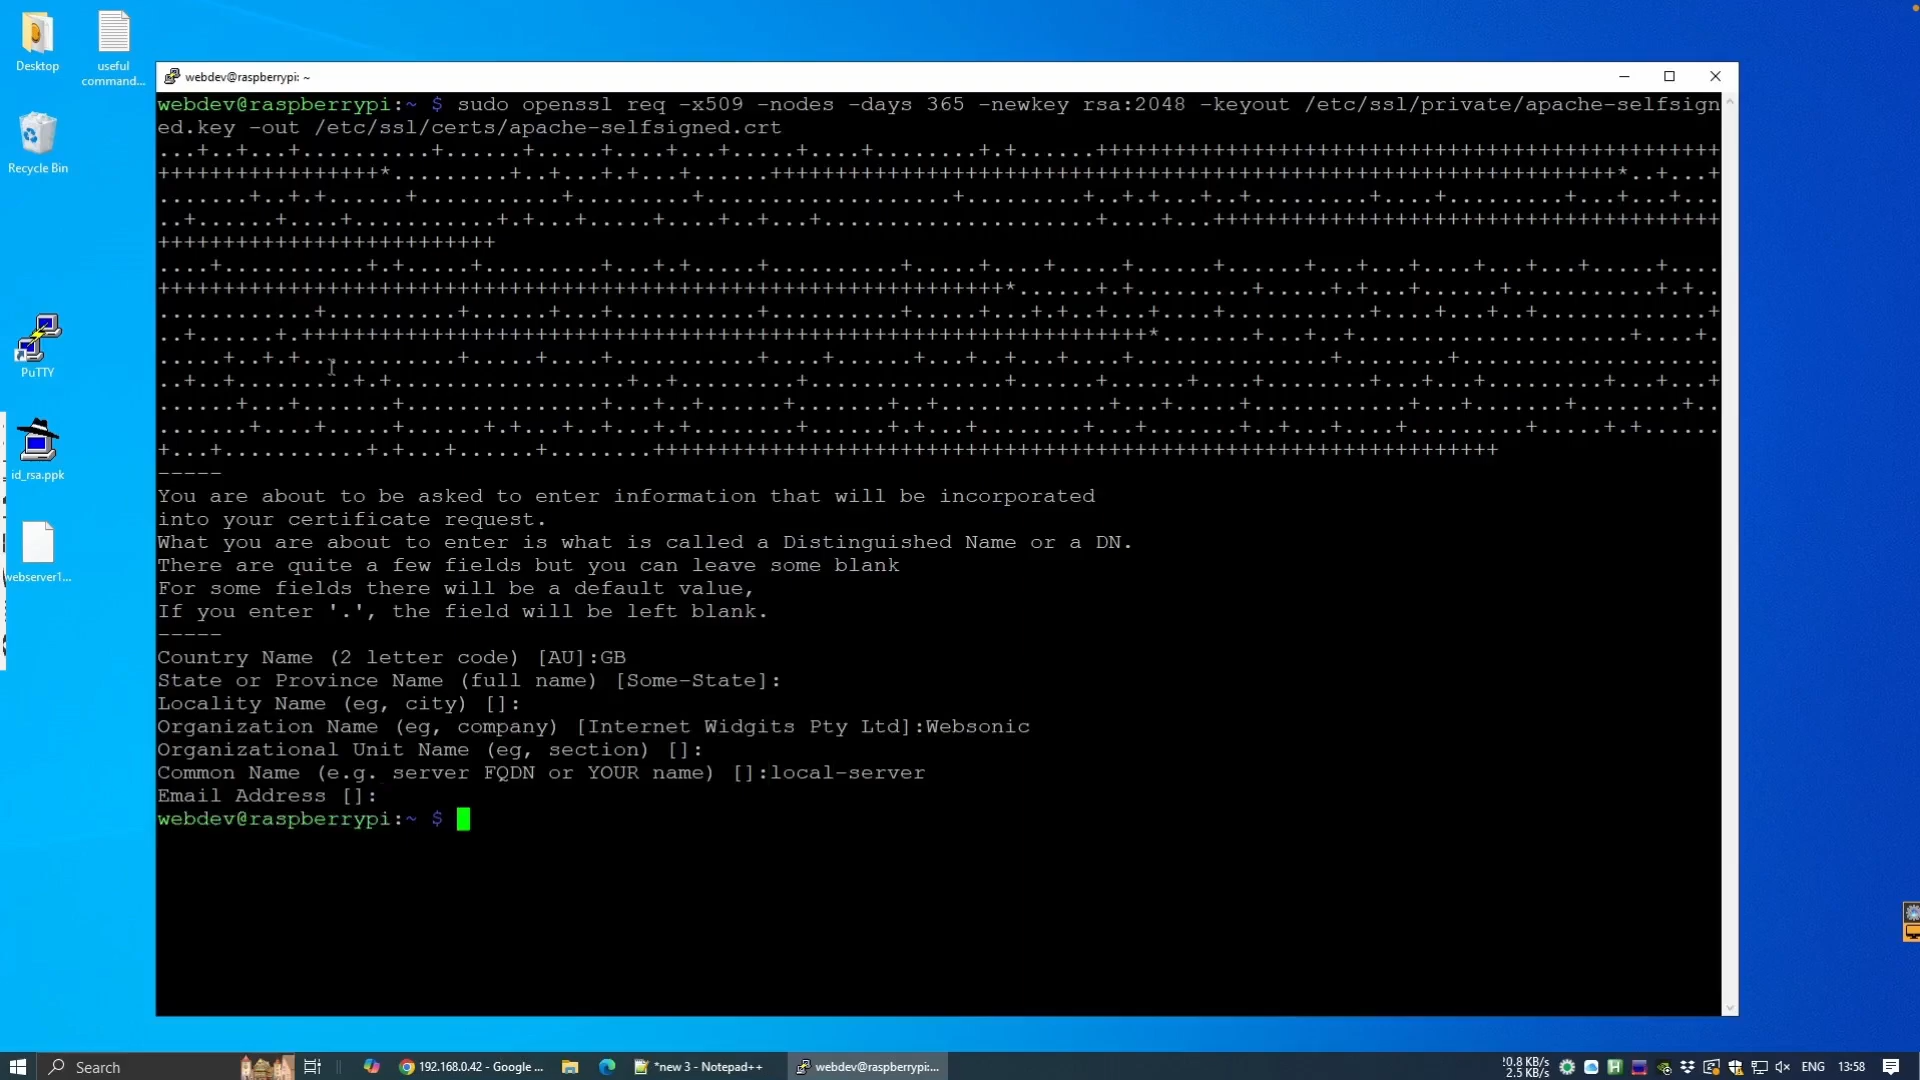 Desktop
useful
command...
Recycle Bin
PuTTY
id_rsa.ppk
webserver1...
webdev@raspberrypi: ~
webdev@raspberrypi:~ $ sudo openssl req -x509 -nodes -days 365 -newkey rsa:2048 -keyout /etc/ssl/private/apache-selfsign
ed.key -out /etc/ssl/certs/apache-selfsigned.crt
-----
You are about to be asked to enter information that will be incorporated
into your certificate request.
What you are about to enter is what is called a Distinguished Name or a DN.
There are quite a few fields but you can leave some blank
For some fields there will be a default value,
If you enter '.', the field will be left blank.
-----
Country Name (2 letter code) [AU]:GB
State or Province Name (full name) [Some-State]:
Locality Name (eg, city) []:
Organization Name (eg, company) [Internet Widgits Pty Ltd]:Websonic
Organizational Unit Name (eg, section) []:
Common Name (e.g. server FQDN or YOUR name) []:local-server
Email Address []:
webdev@raspberrypi:~ $
Search
192.168.0.42 - Google ...
*new 3 - Notepad++
webdev@raspberrypi:...
2.5 KB/s
ENG
13:58